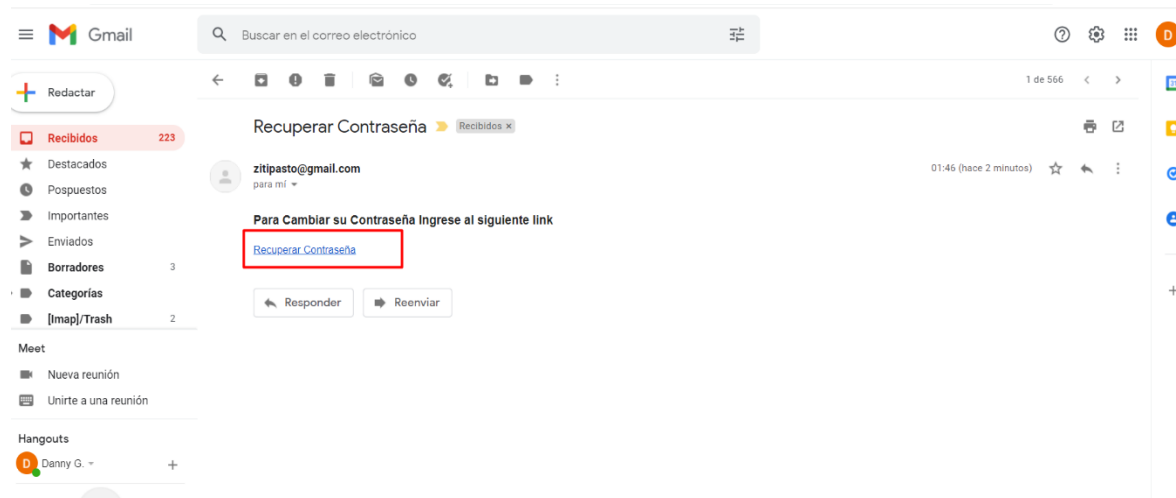 Gmail
Buscar en el correo electrónico
D
Redactar
1 de 566
Recibidos 223
Destacados
Pospuestos
Importantes
Enviados
Borradores 3
Categorías
[Imap]/Trash 2
Meet
Nueva reunión
Unirte a una reunión
Hangouts
D Danny G.
Recuperar Contraseña Recibidos x
zitipasto@gmail.com 01:46 (hace 2 minutos)
para mí
Para Cambiar su Contraseña Ingrese al siguiente link
Recuperar Contraseña
Responder Reenviar